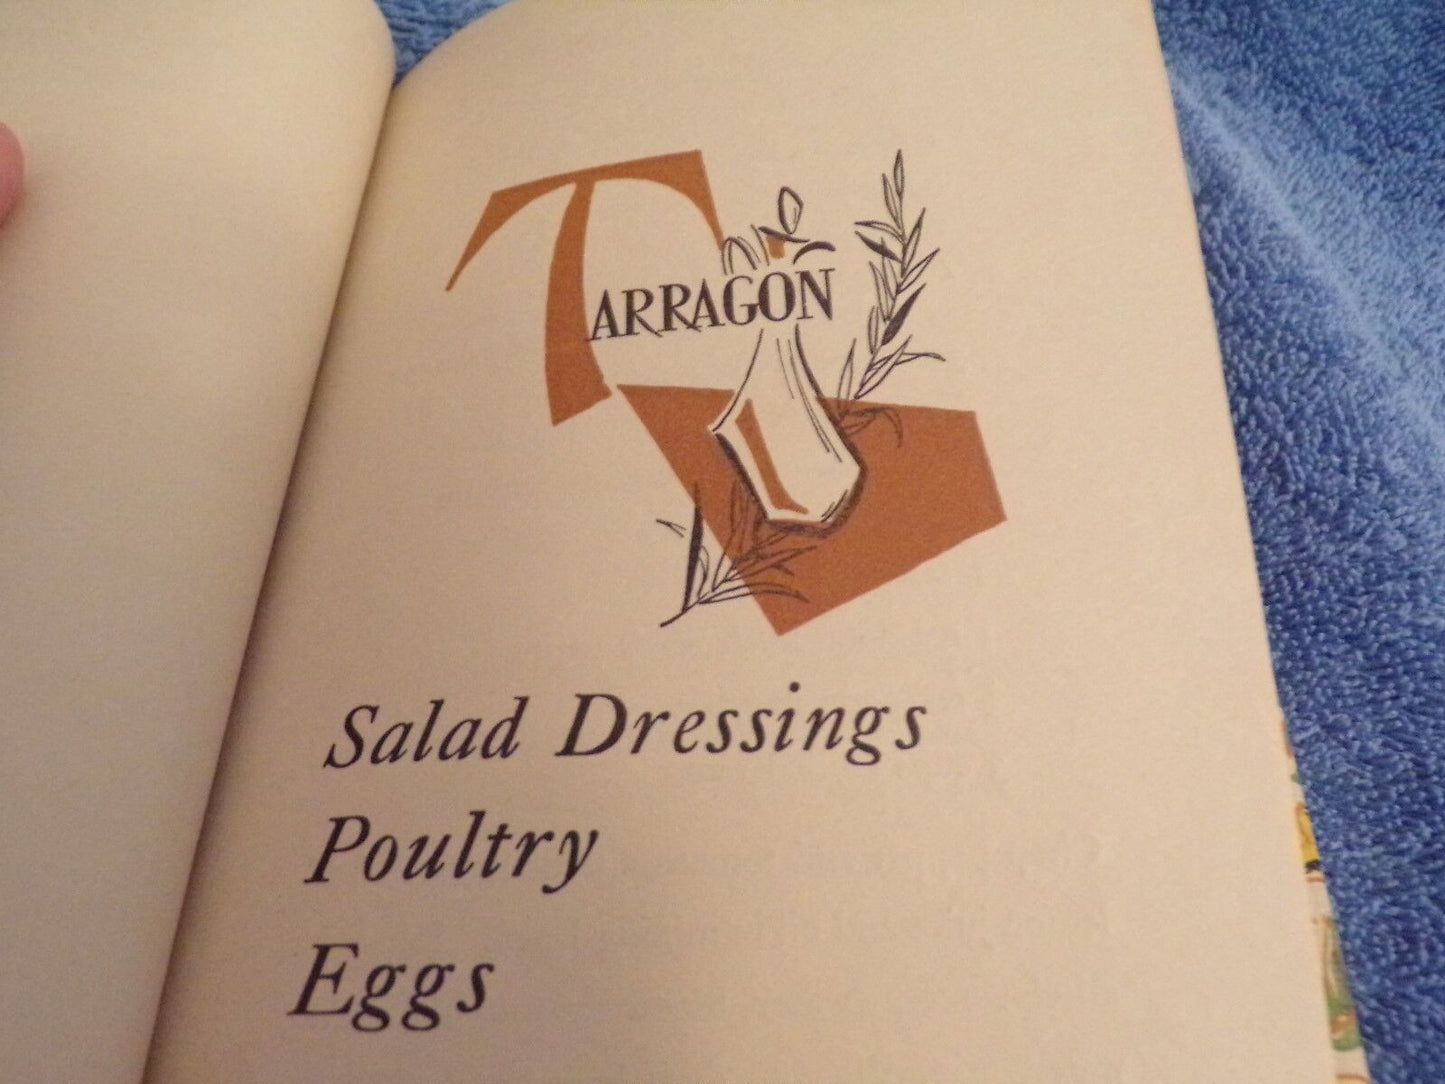 TARRAGON
Salad Dressings
Poultry
Eggs